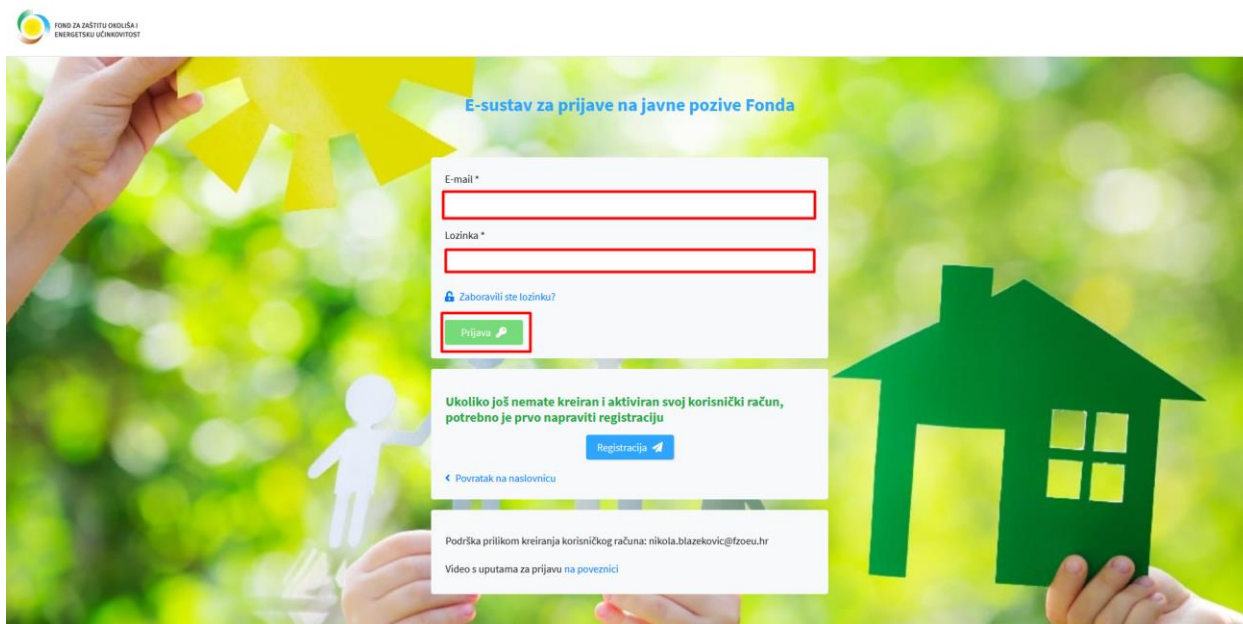 FOND ZA ZAŠTITU OKOLIŠA I
ENERGETSKU UČINKOVITOST
E-sustav za prijave na javne pozive Fonda
E-mail *
Lozinka *
Zaboravili ste lozinku?
Prijava
Ukoliko još nemate kreiran i aktiviran svoj korisnički račun,
potrebno je prvo napraviti registraciju
Registracija
Povratak na naslovnicu
Podrška prilikom kreiranja korisničkog računa: nikola.blazekovic@fzoeu.hr
Video s uputama za prijavu na poveznici